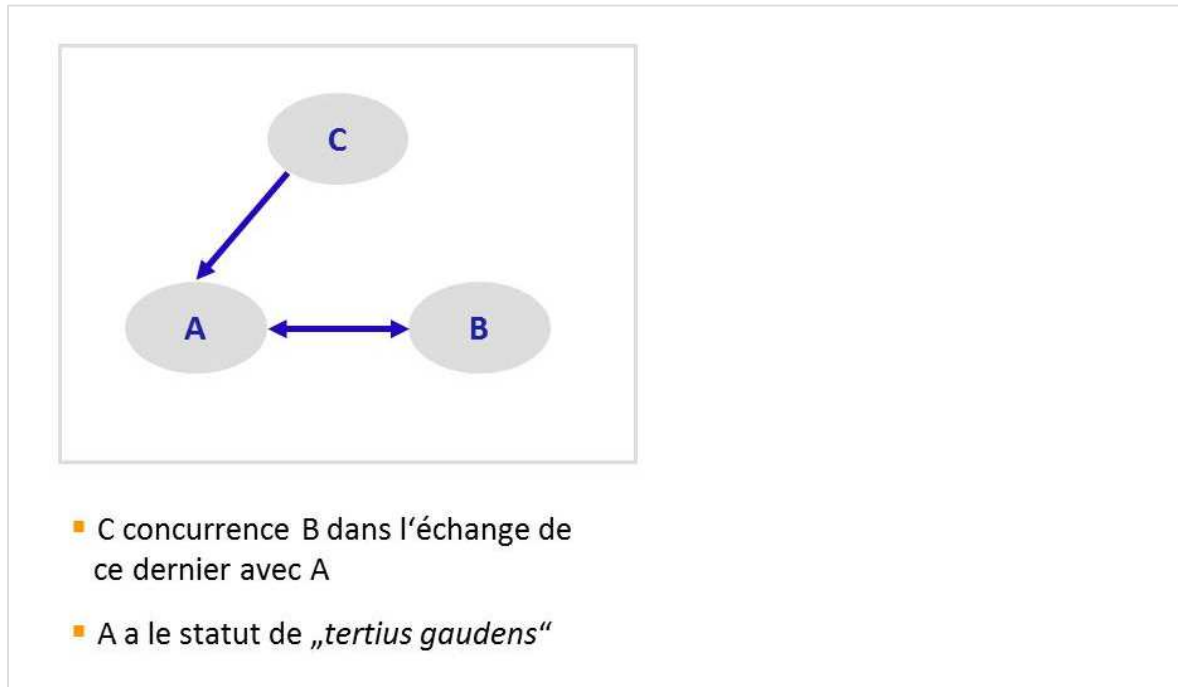 C
A
B
▪ C concurrence B dans l‘échange de
ce dernier avec A
▪ A a le statut de „tertius gaudens“